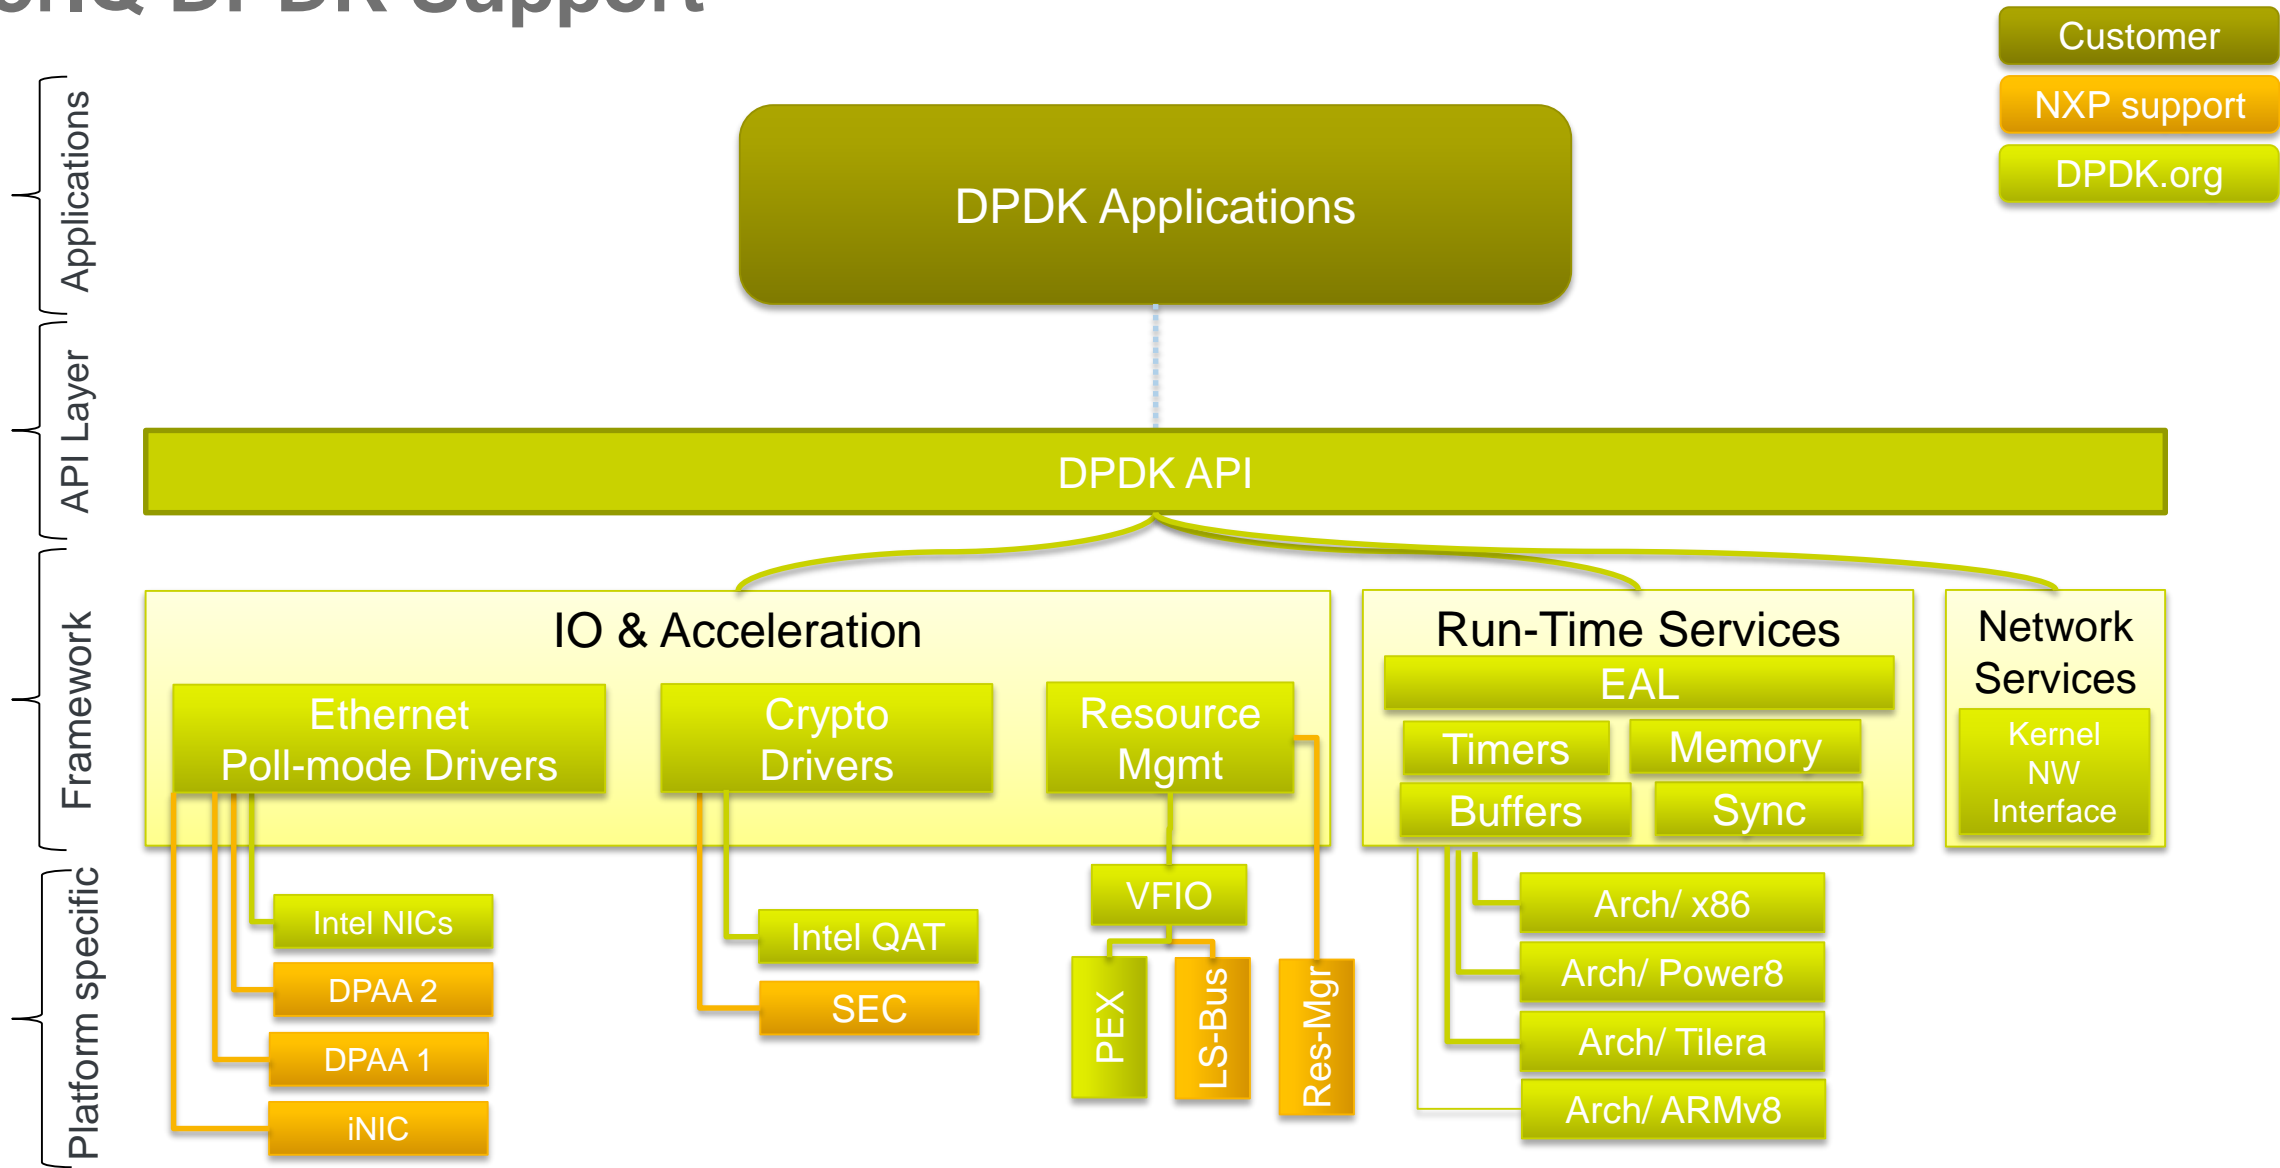 DPDK Support
Customer
NXP support
DPDK.org
Applications
DPDK Applications
API Layer
DPDK API
Framework
IO & Acceleration
Ethernet
Poll-mode Drivers
Crypto
Drivers
Resource
Mgmt
Run-Time Services
EAL
Timers
Memory
Buffers
Sync
Network
Services
Kernel
NW
Interface
Platform specific
Intel NICs
DPAA 2
DPAA 1
iNIC
Intel QAT
SEC
VFIO
PEX
LS-Bus
Res-Mgr
Arch/ x86
Arch/ Power8
Arch/ Tilera
Arch/ ARMv8